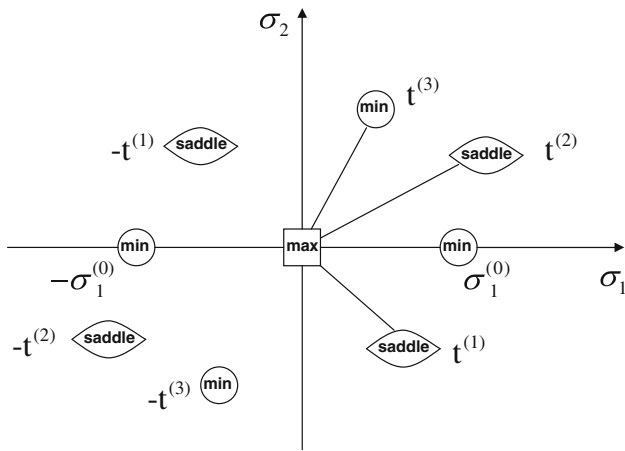 σ₂
min t⁽³⁾
-t⁽¹⁾ saddle
saddle t⁽²⁾
min max min
−σ₁⁽⁰⁾ σ₁⁽⁰⁾ σ₁
-t⁽²⁾ saddle
saddle t⁽¹⁾
-t⁽³⁾ min